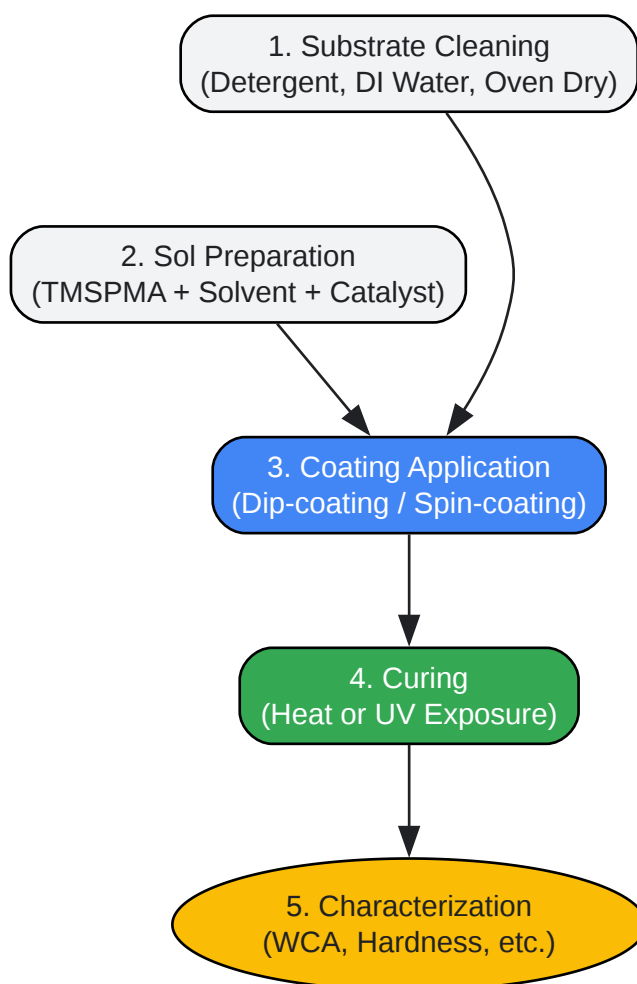 1. Substrate Cleaning
(Detergent, DI Water, Oven Dry)
2. Sol Preparation
(TMSPMA + Solvent + Catalyst)
3. Coating Application
(Dip-coating / Spin-coating)
4. Curing
(Heat or UV Exposure)
5. Characterization
(WCA, Hardness, etc.)